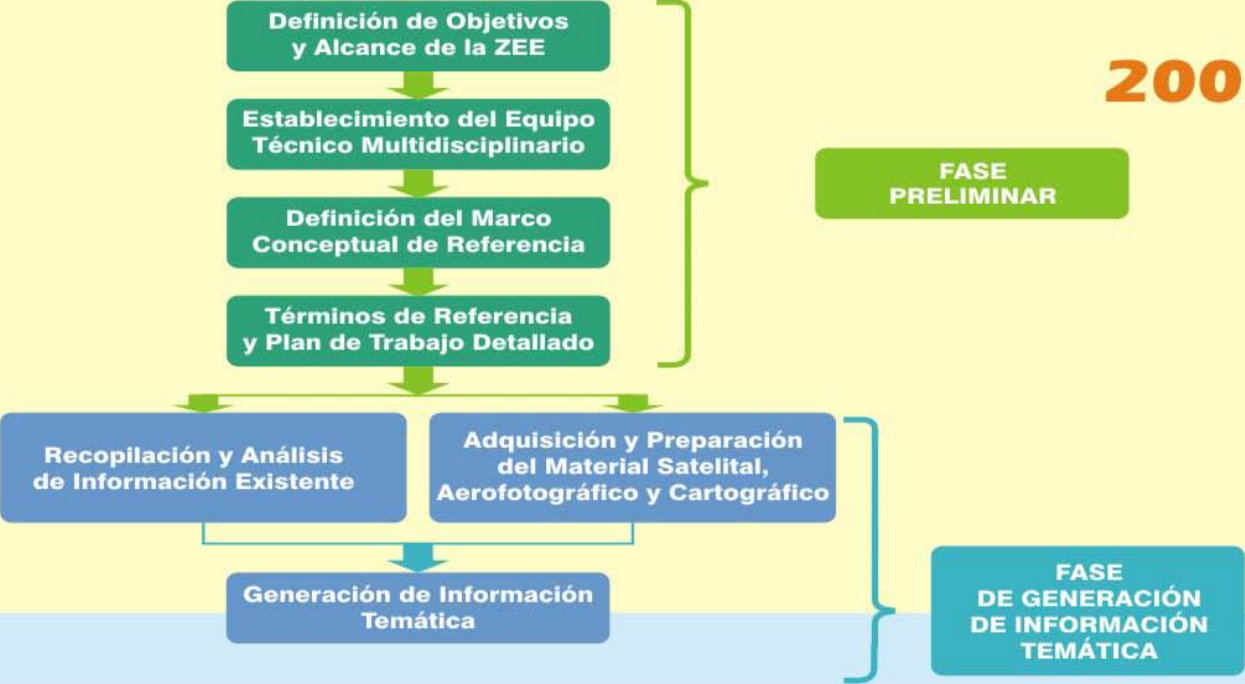 Definición de Objetivos
y Alcance de la ZEE
200
Establecimiento del Equipo
Técnico Multidisciplinario
FASE
PRELIMINAR
Definición del Marco
Conceptual de Referencia
Términos de Referencia
y Plan de Trabajo Detallado
Recopilación y Análisis
de Información Existente
Adquisición y Preparación
del Material Satelital,
Aerofotográfico y Cartográfico
Generación de Información
Temática
FASE
DE GENERACIÓN
DE INFORMACIÓN
TEMÁTICA